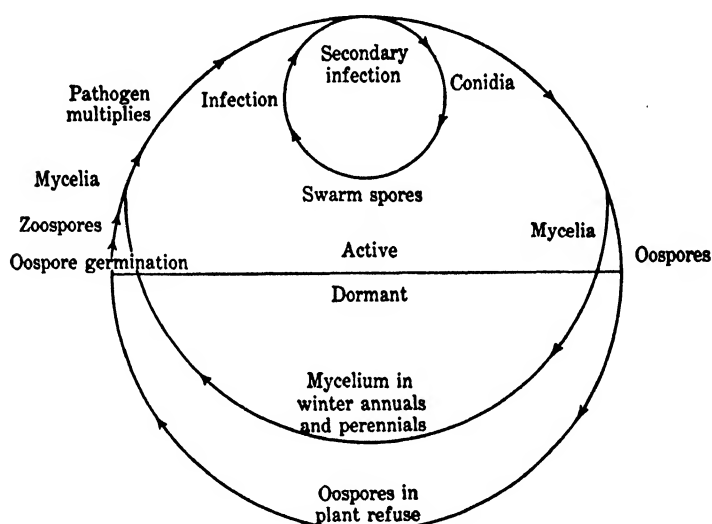 Secondary
infection
Pathogen
multiplies
Infection
Conidia
Mycelia
Swarm spores
Zoospores
Mycelia
Oospore germination
Active
Oospores
Dormant
Mycelium in
winter annuals
and perennials
Oospores in
plant refuse